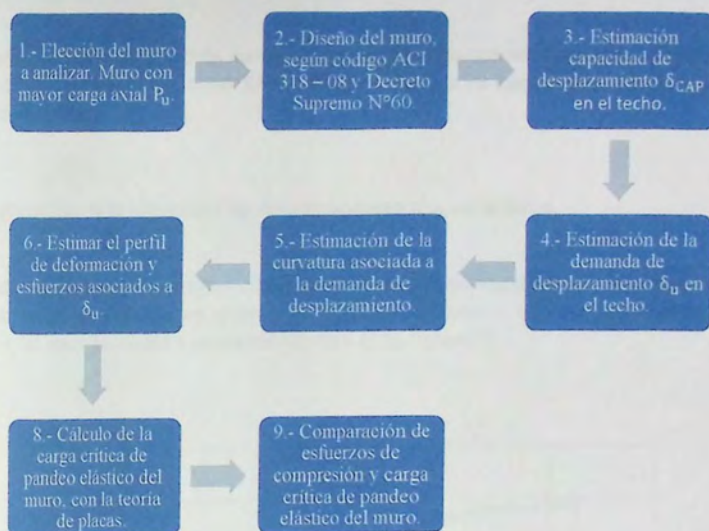 1.- Elección del muro
a analizar. Muro con
mayor carga axial Pu.
2.- Diseño del muro,
según código ACI
318 – 08 y Decreto
Supremo N°60.
3.- Estimación
capacidad de
desplazamiento δCAP
en el techo.
4.- Estimación de la
demanda de
desplazamiento δu en
el techo.
5.- Estimación de la
curvatura asociada a
la demanda de
desplazamiento.
6.- Estimar el perfil
de deformación y
esfuerzos asociados a
δu.
8.- Cálculo de la
carga crítica de
pandeo elástico del
muro, con la teoría
de placas.
9.- Comparación de
esfuerzos de
compresión y carga
crítica de pandeo
elástico del muro.